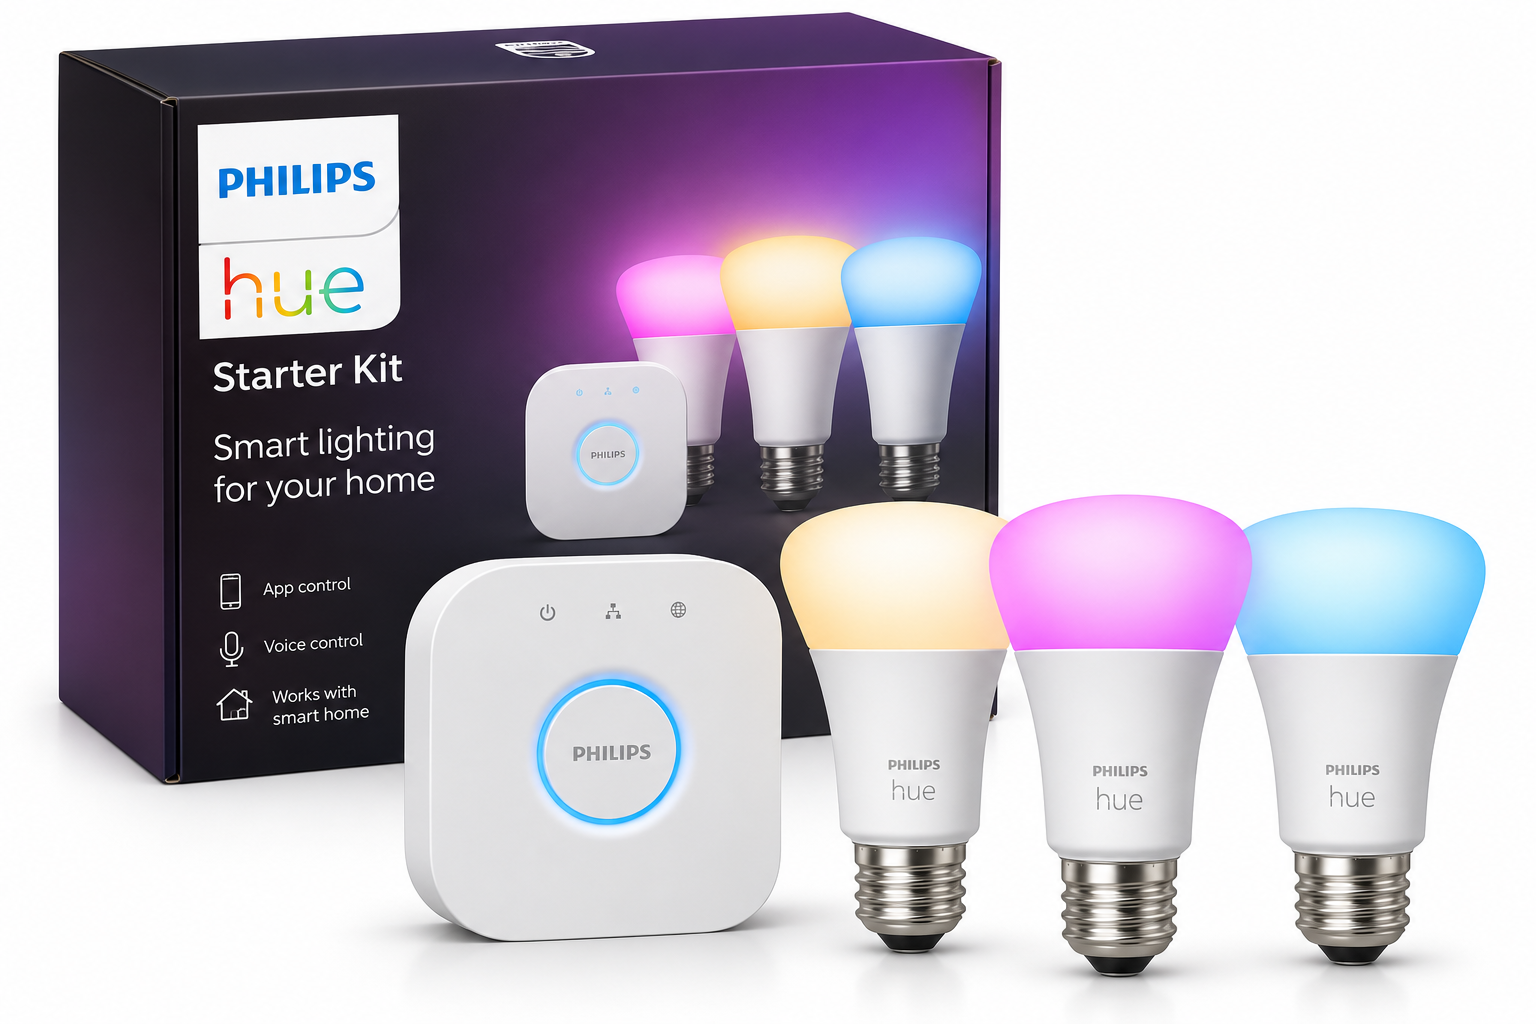 PHILIPS
hue
Starter Kit
Smart lighting
for your home
App control
Voice control
Works with
smart home
PHILIPS
PHILIPS
PHILIPS
hue
PHILIPS
hue
PHILIPS
hue